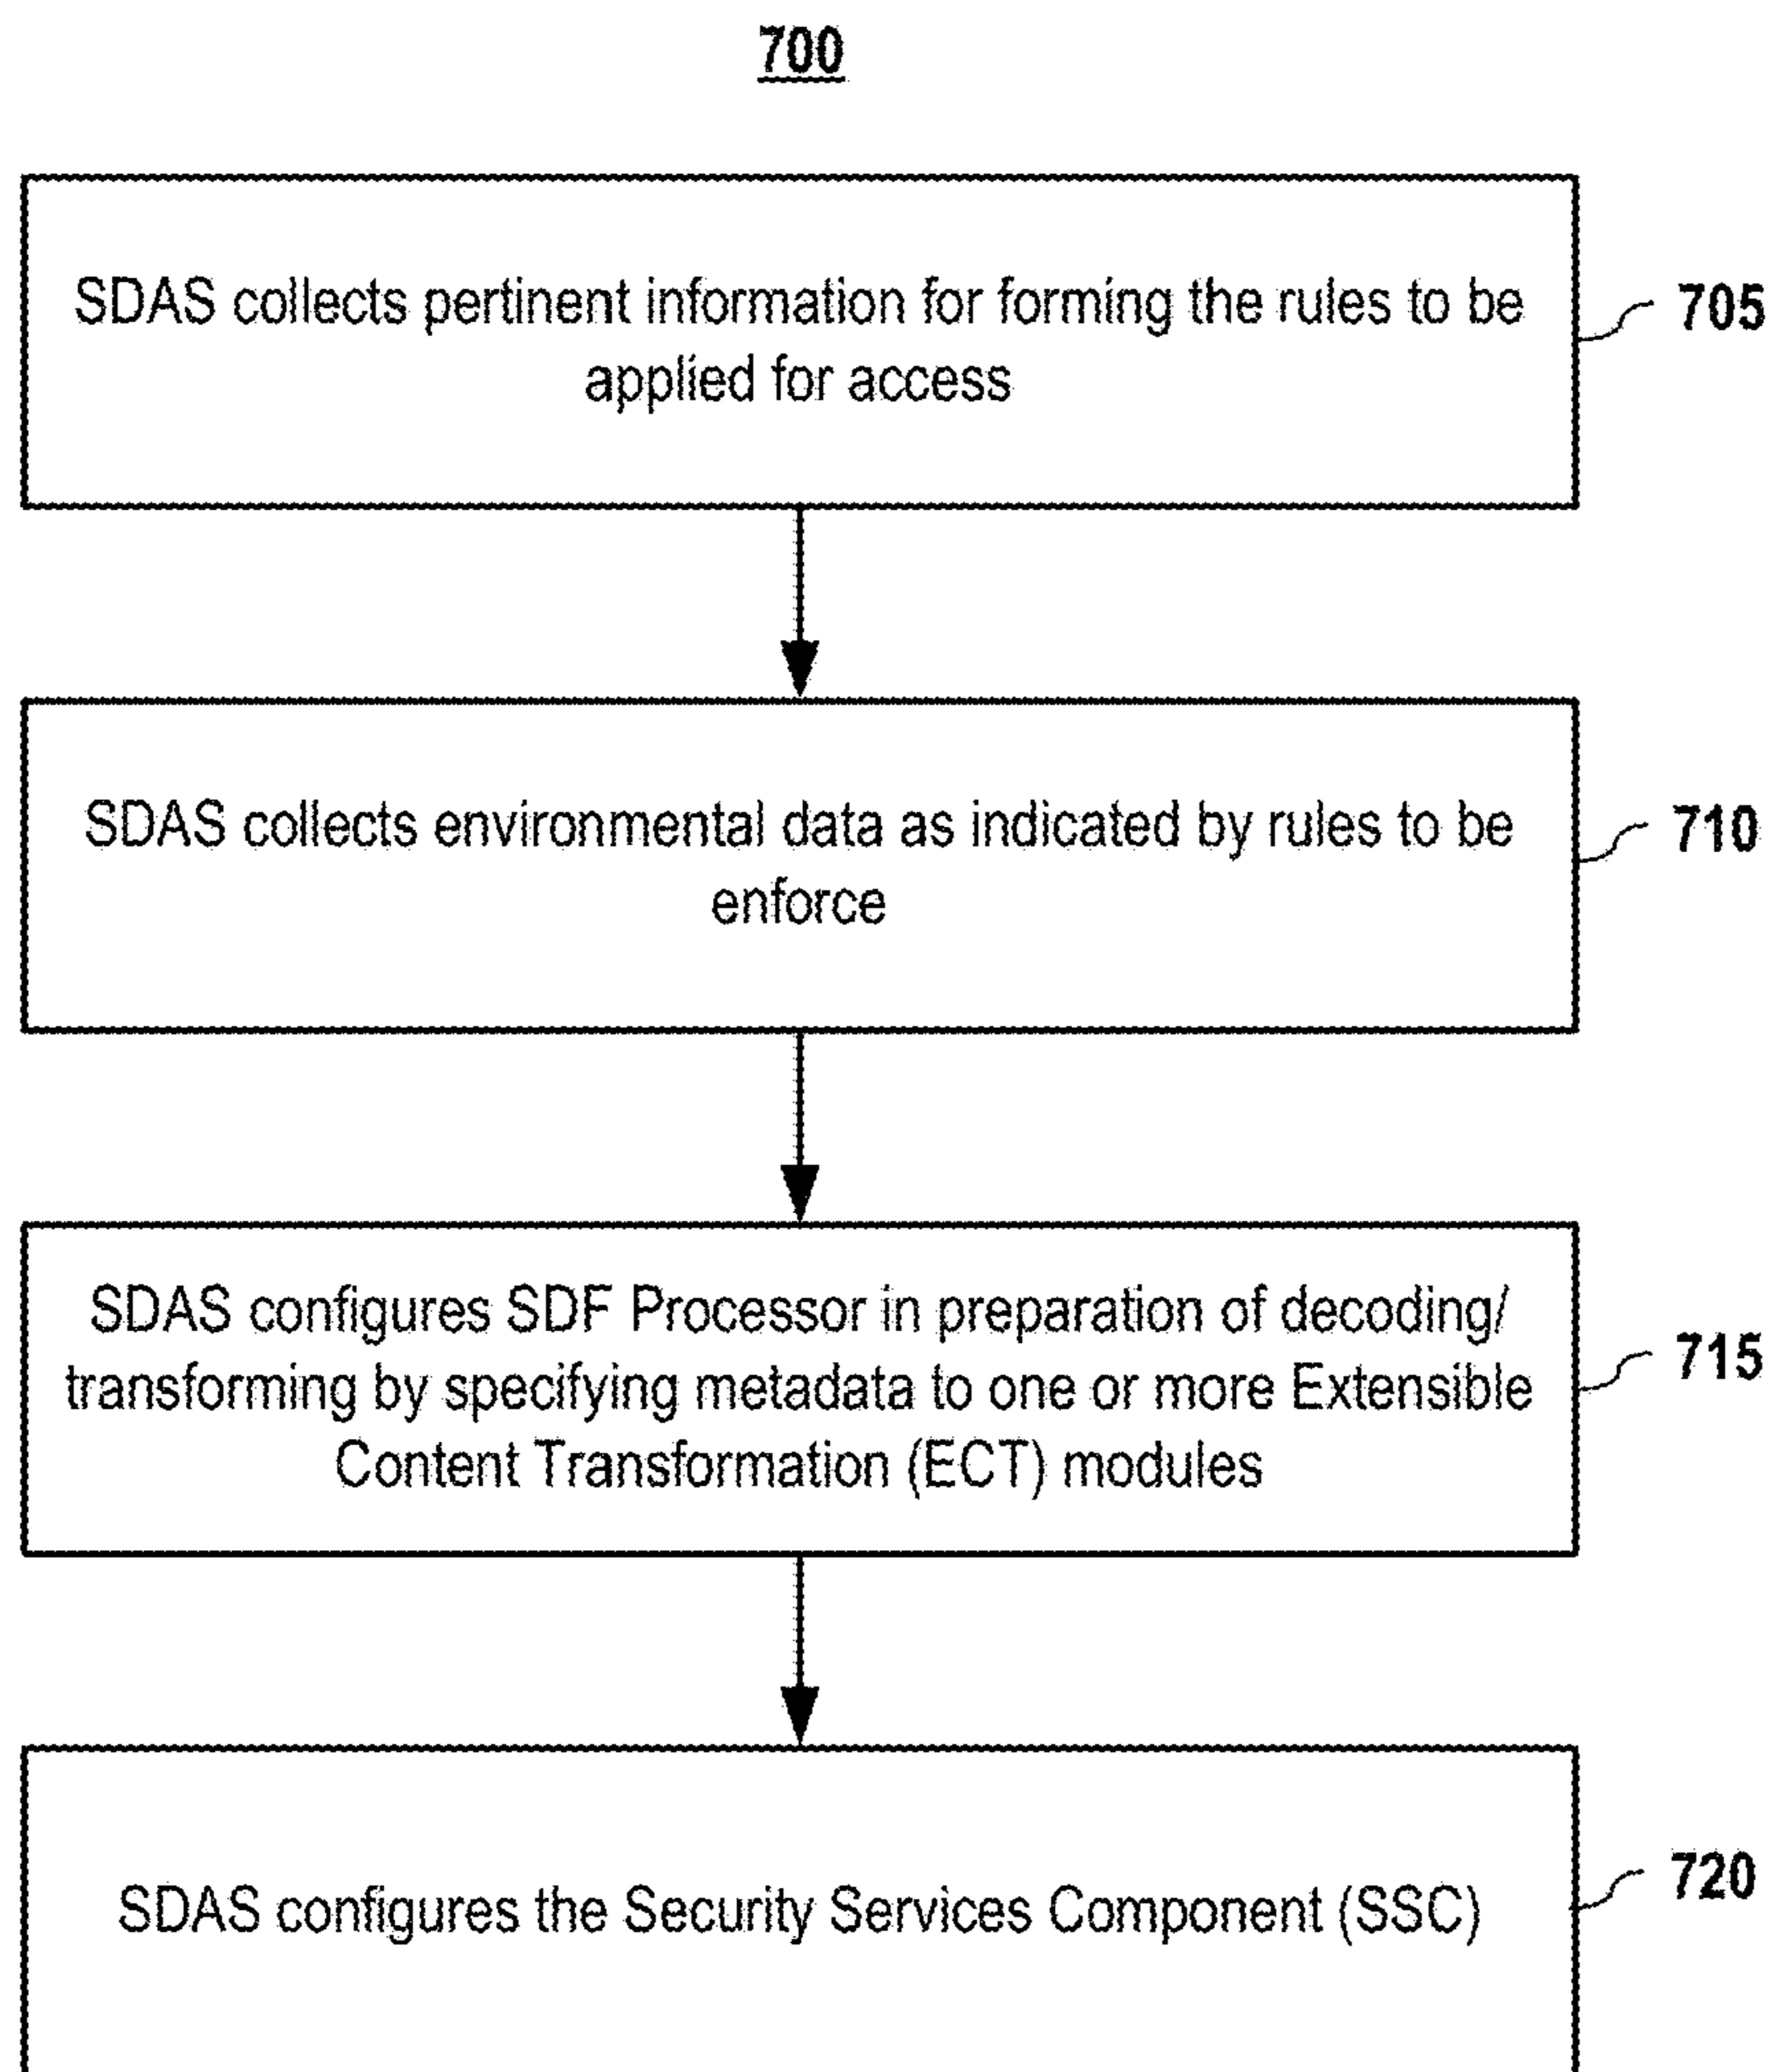 700
SDAS collects pertinent information for forming the rules to be
applied for access
705
SDAS collects environmental data as indicated by rules to be
enforce
710
SDAS configures SDF Processor in preparation of decoding/
transforming by specifying metadata to one or more Extensible
Content Transformation (ECT) modules
715
SDAS configures the Security Services Component (SSC)
720